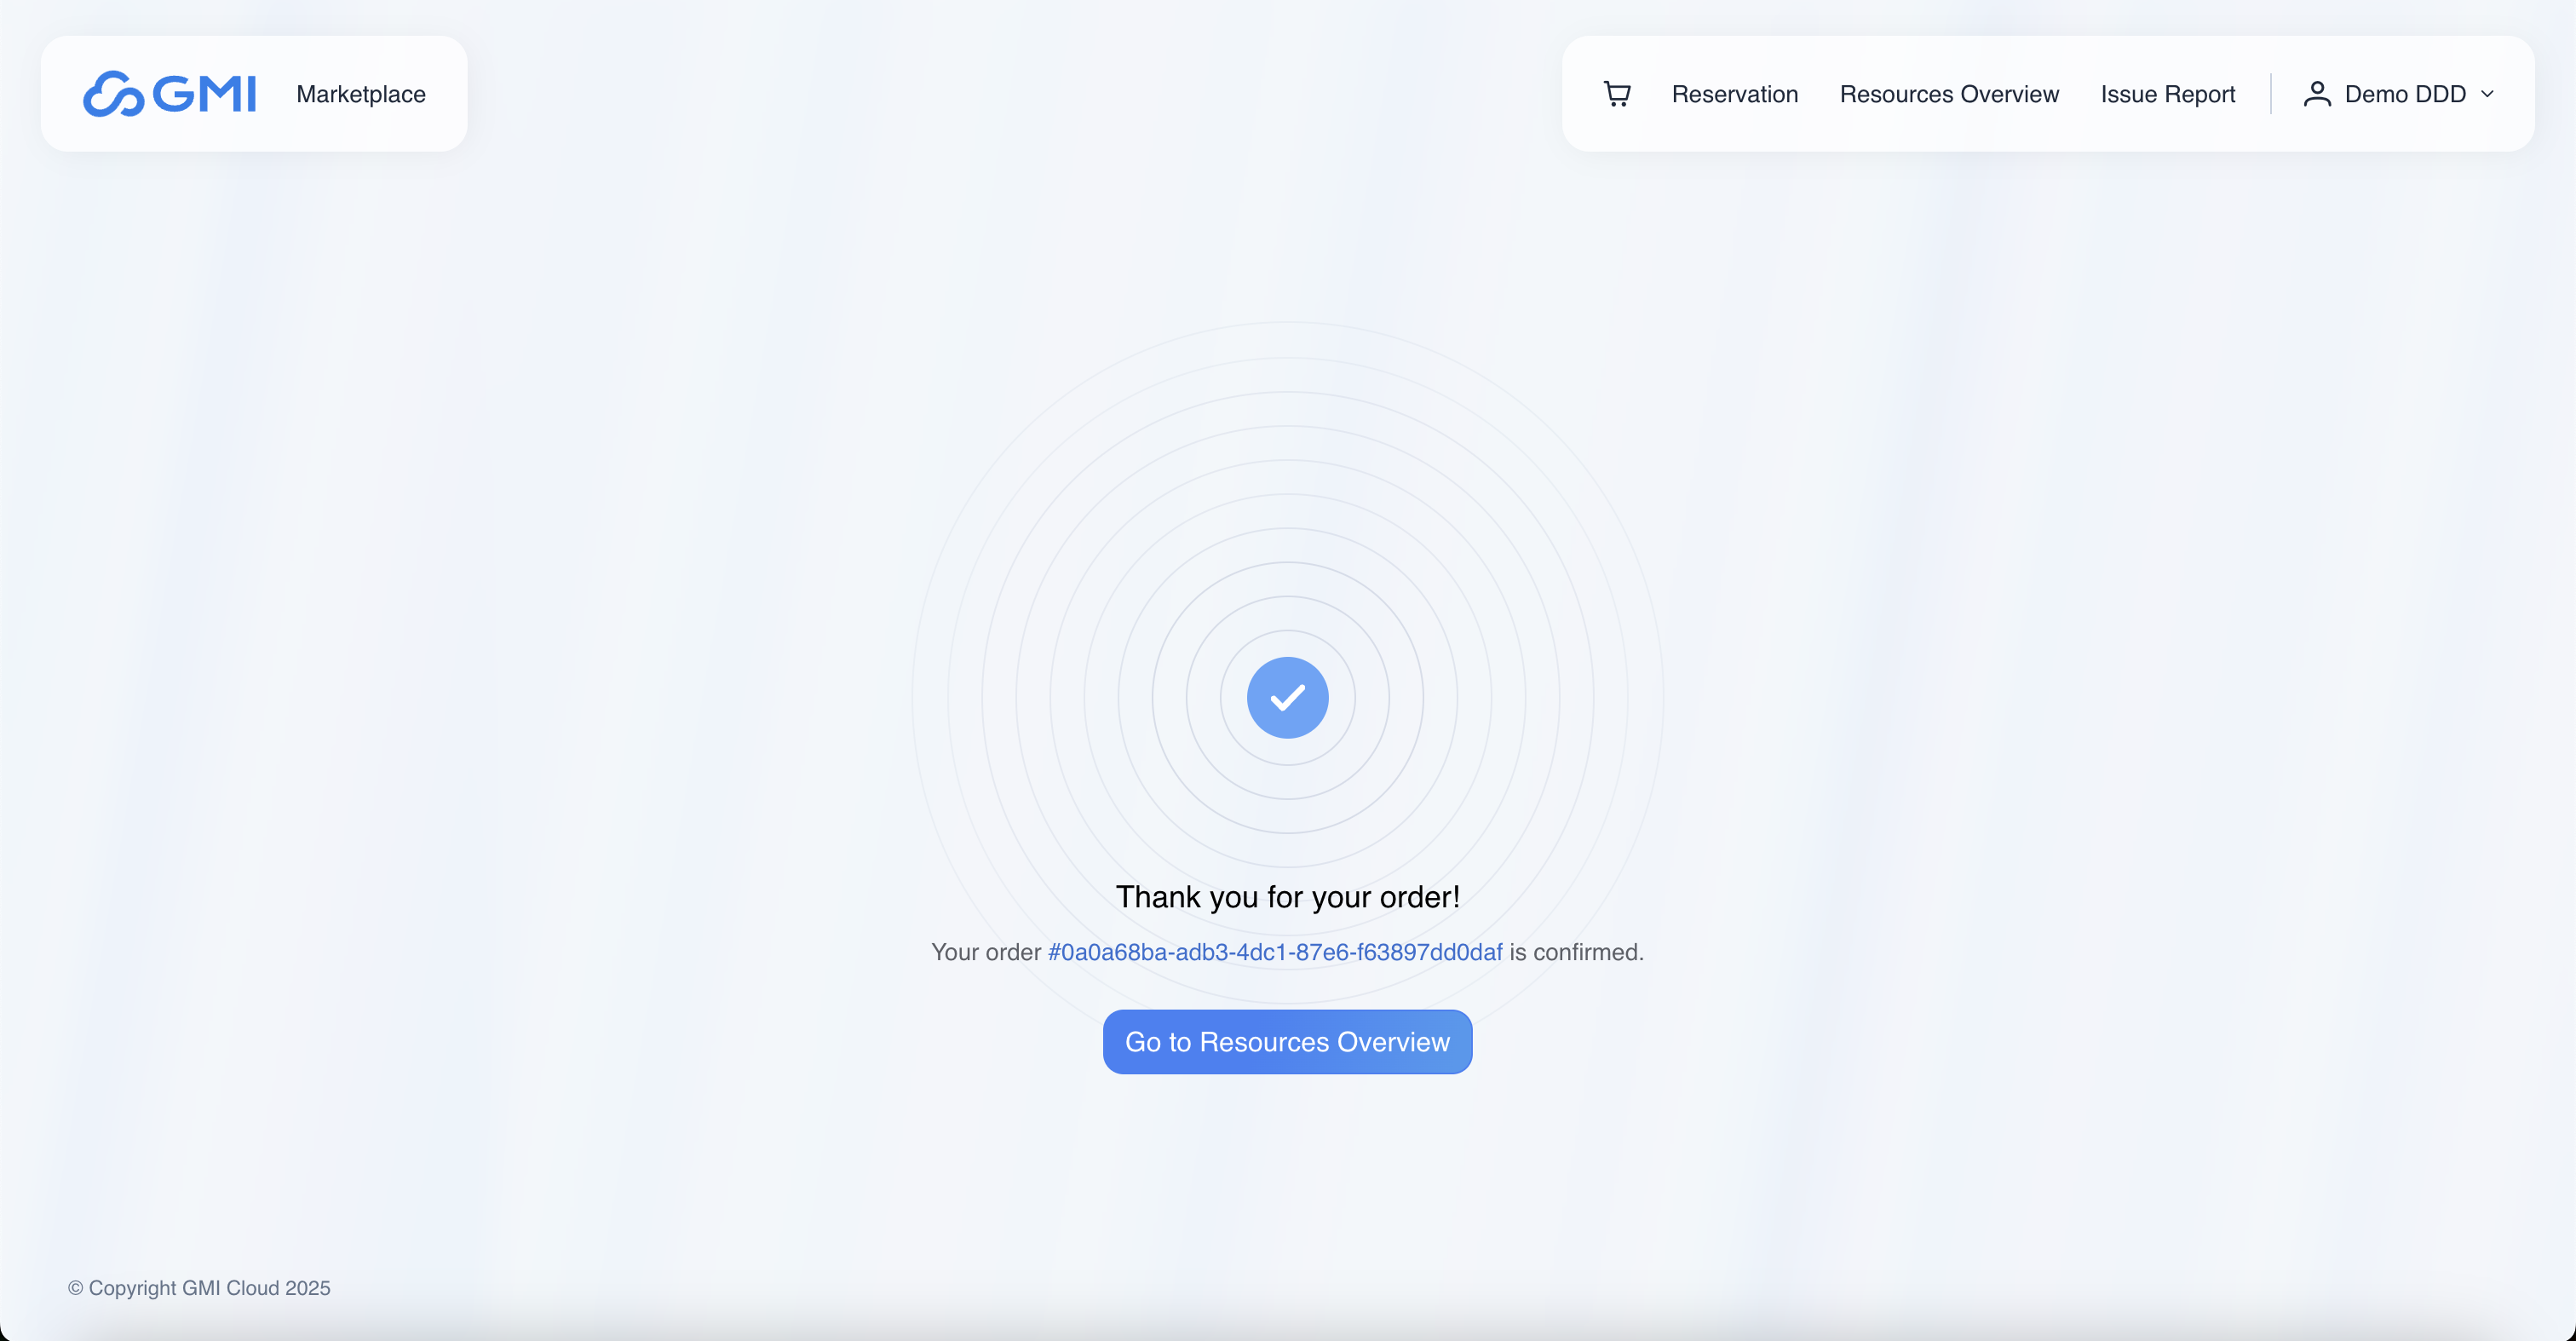 GMI
Marketplace
Reservation
Resources Overview
Issue Report
Demo DDD
Thank you for your order!
Your order #0a0a68ba-adb3-4dc1-87e6-f63897dd0daf is confirmed.
Go to Resources Overview
© Copyright GMI Cloud 2025